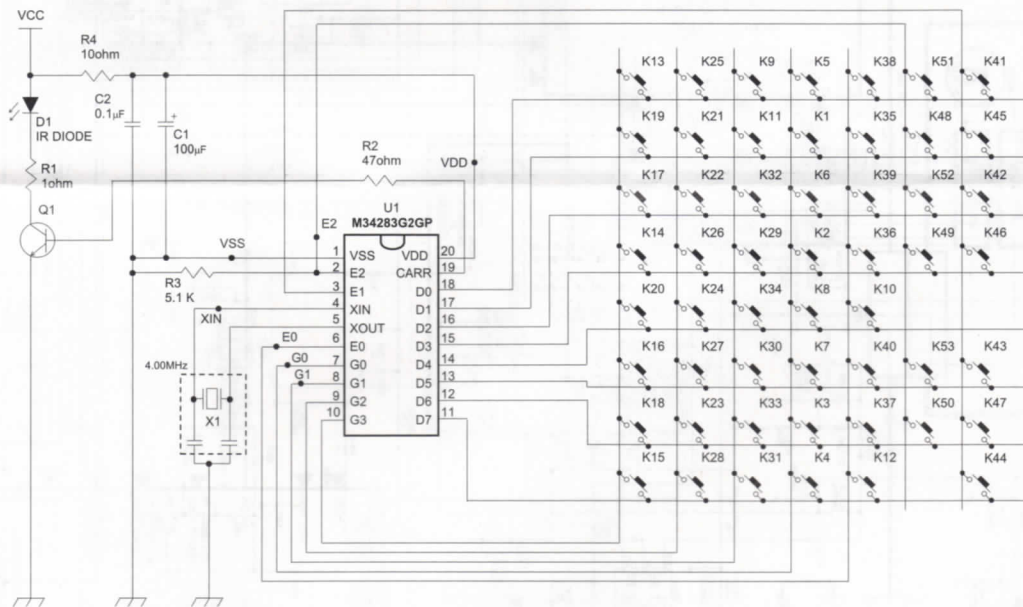 VCC
R4
10ohm
C2
0.1μF
D1
IR DIODE
+
C1
100μF
R1
1ohm
Q1
R2
47ohm
VDD
U1
M34283G2GP
E2
VSS
R3
5.1 K
XIN
E0
G0
G1
4.00MHz
X1
1 VSS VDD 20
2 E2 CARR 19
3 E1 D0 18
4 XIN D1 17
5 XOUT D2 16
6 E0 D3 15
7 G0 D4 14
8 G1 D5 13
9 G2 D6 12
10 G3 D7 11
K13 K25 K9 K5 K38 K51 K41
K19 K21 K11 K1 K35 K48 K45
K17 K22 K32 K6 K39 K52 K42
K14 K26 K29 K2 K36 K49 K46
K20 K24 K34 K8 K10
K16 K27 K30 K7 K40 K53 K43
K18 K23 K33 K3 K37 K50 K47
K15 K28 K31 K4 K12 K44